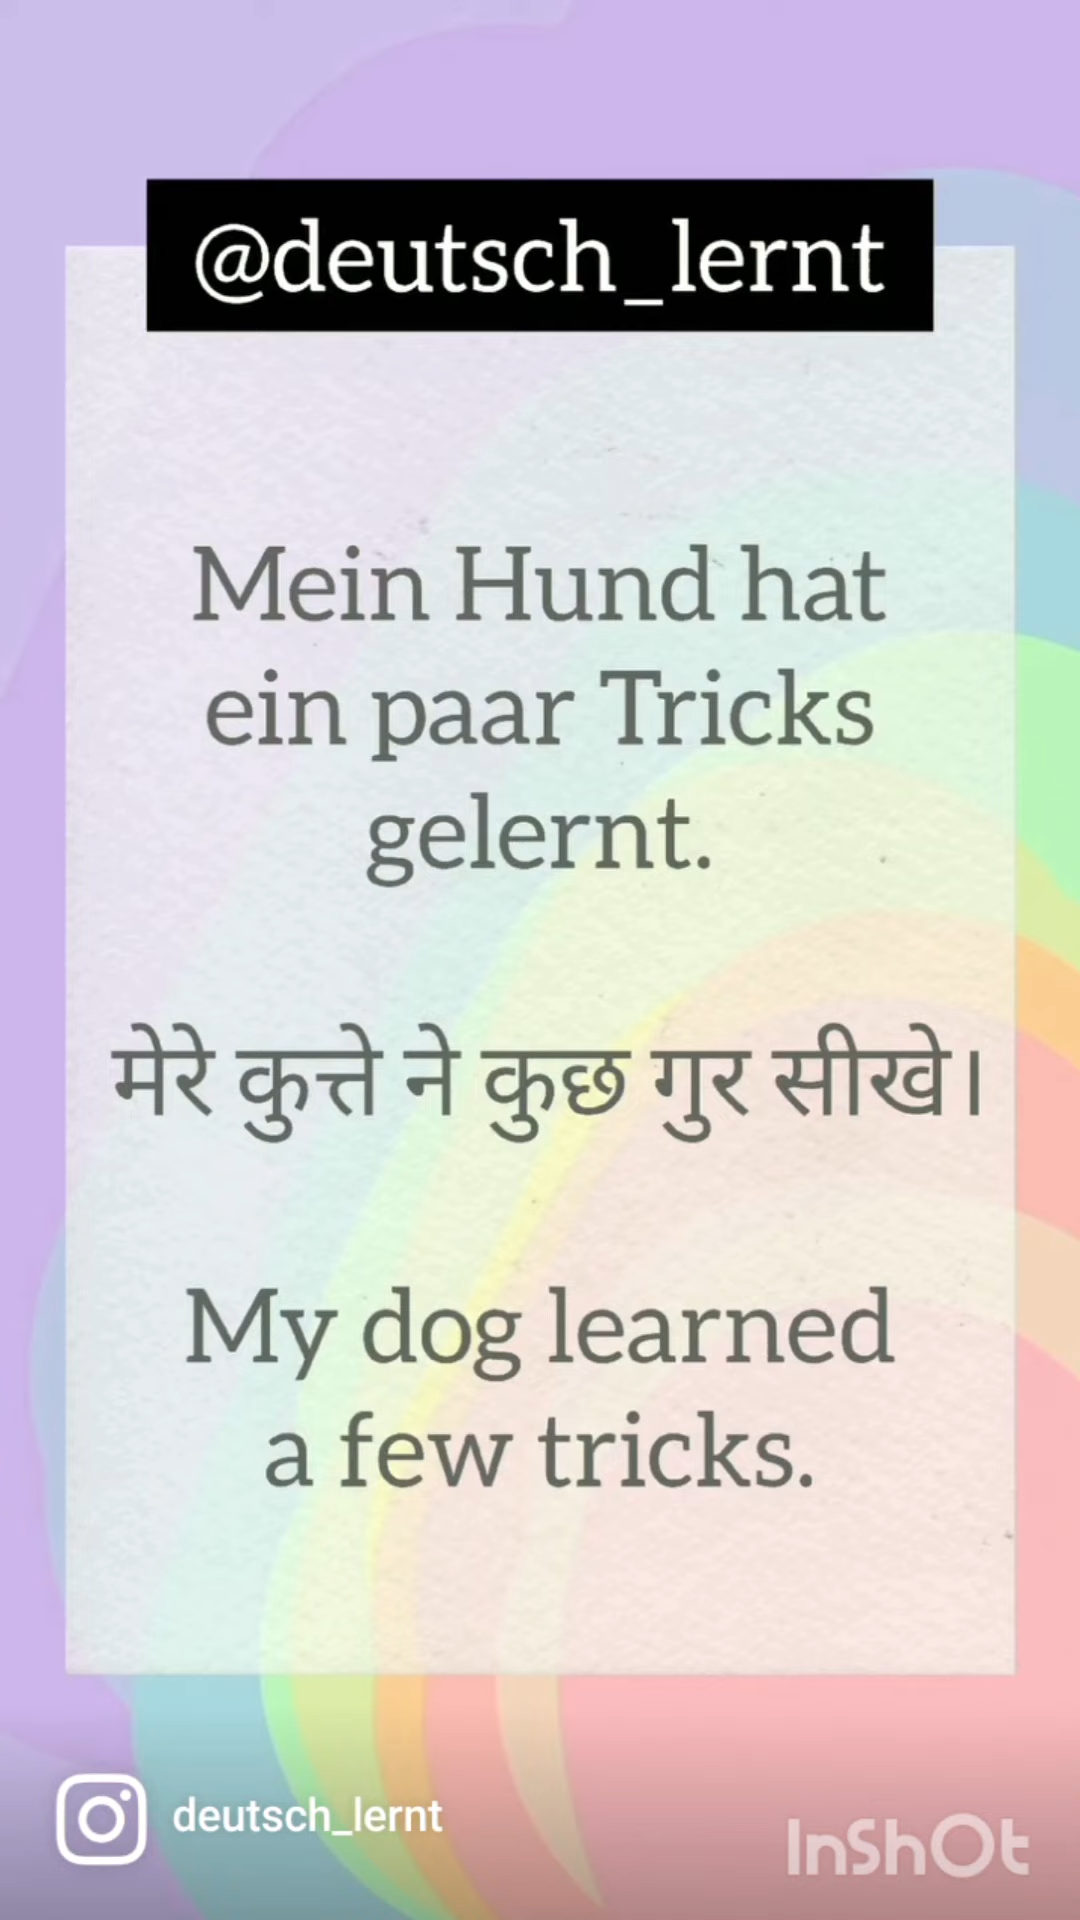 @deutsch_lernt
Mein Hund hat
ein paar Tricks
gelernt.
मेरे कुत्ते ने कुछ गुर सीखे।
My dog learned
a few tricks.
deutsch_lernt
InShOt